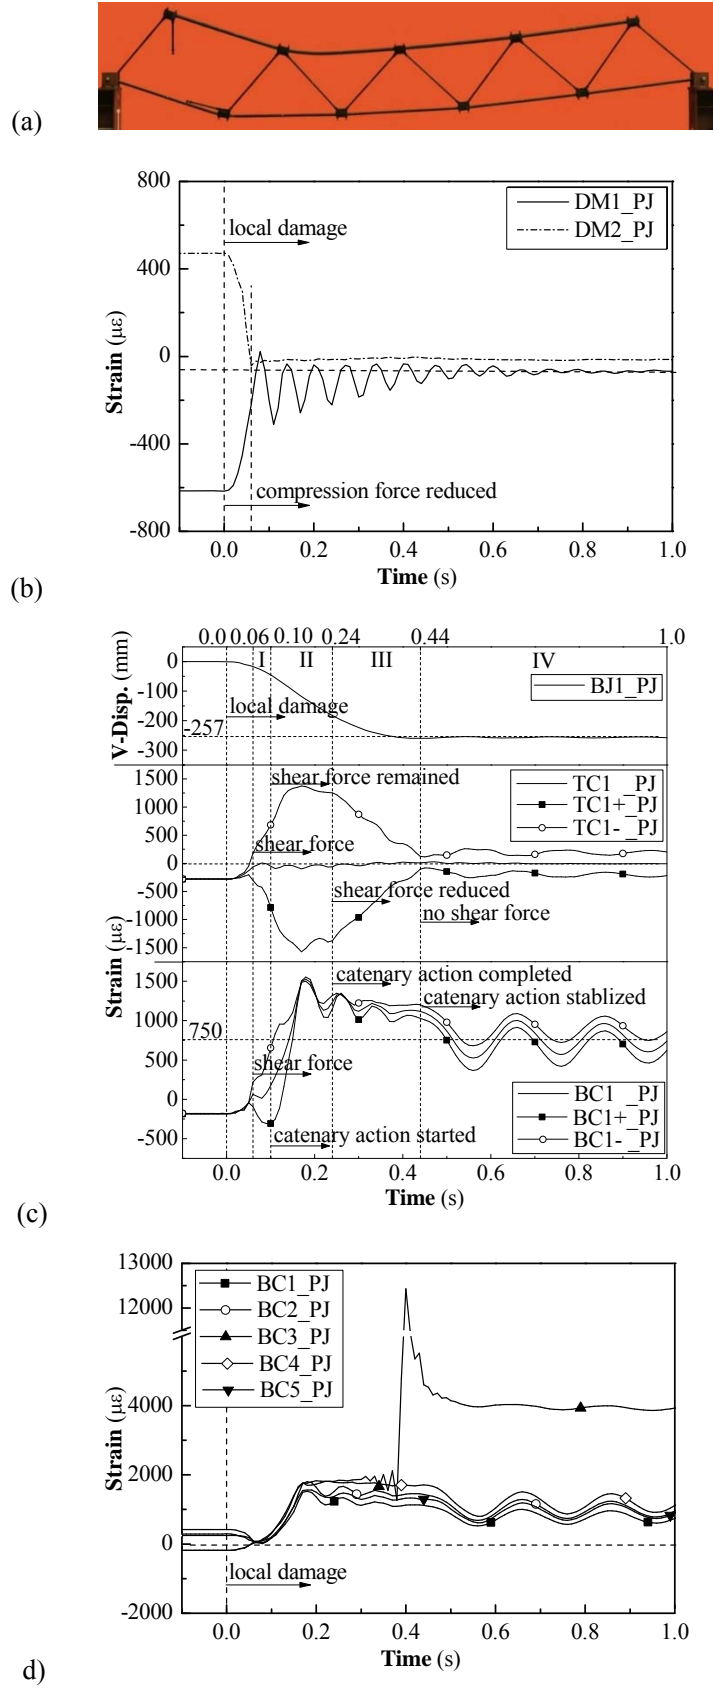 (a)
800
400
0
-400
-800
Strain (με)
local damage
DM1_PJ
DM2_PJ
compression force reduced
0.0 0.2 0.4 0.6 0.8 1.0
Time (s)
(b)
0.0 0.06 0.10 0.24 0.44 1.0
I II III IV
0
-100
-200
-257
-300
V-Disp. (mm)
local damage
BJ1_PJ
1500
1000
500
0
-500
-1000
-1500
shear force remained
shear force
shear force reduced
no shear force
TC1 _PJ
TC1+_PJ
TC1-_PJ
Strain (με)
1500
1000
750
500
0
-500
catenary action completed
catenary action stablized
shear force
catenary action started
BC1 _PJ
BC1+_PJ
BC1-_PJ
0.0 0.2 0.4 0.6 0.8 1.0
Time (s)
(c)
13000
12000
4000
2000
0
-2000
Strain (με)
BC1_PJ
BC2_PJ
BC3_PJ
BC4_PJ
BC5_PJ
local damage
0.0 0.2 0.4 0.6 0.8 1.0
Time (s)
d)